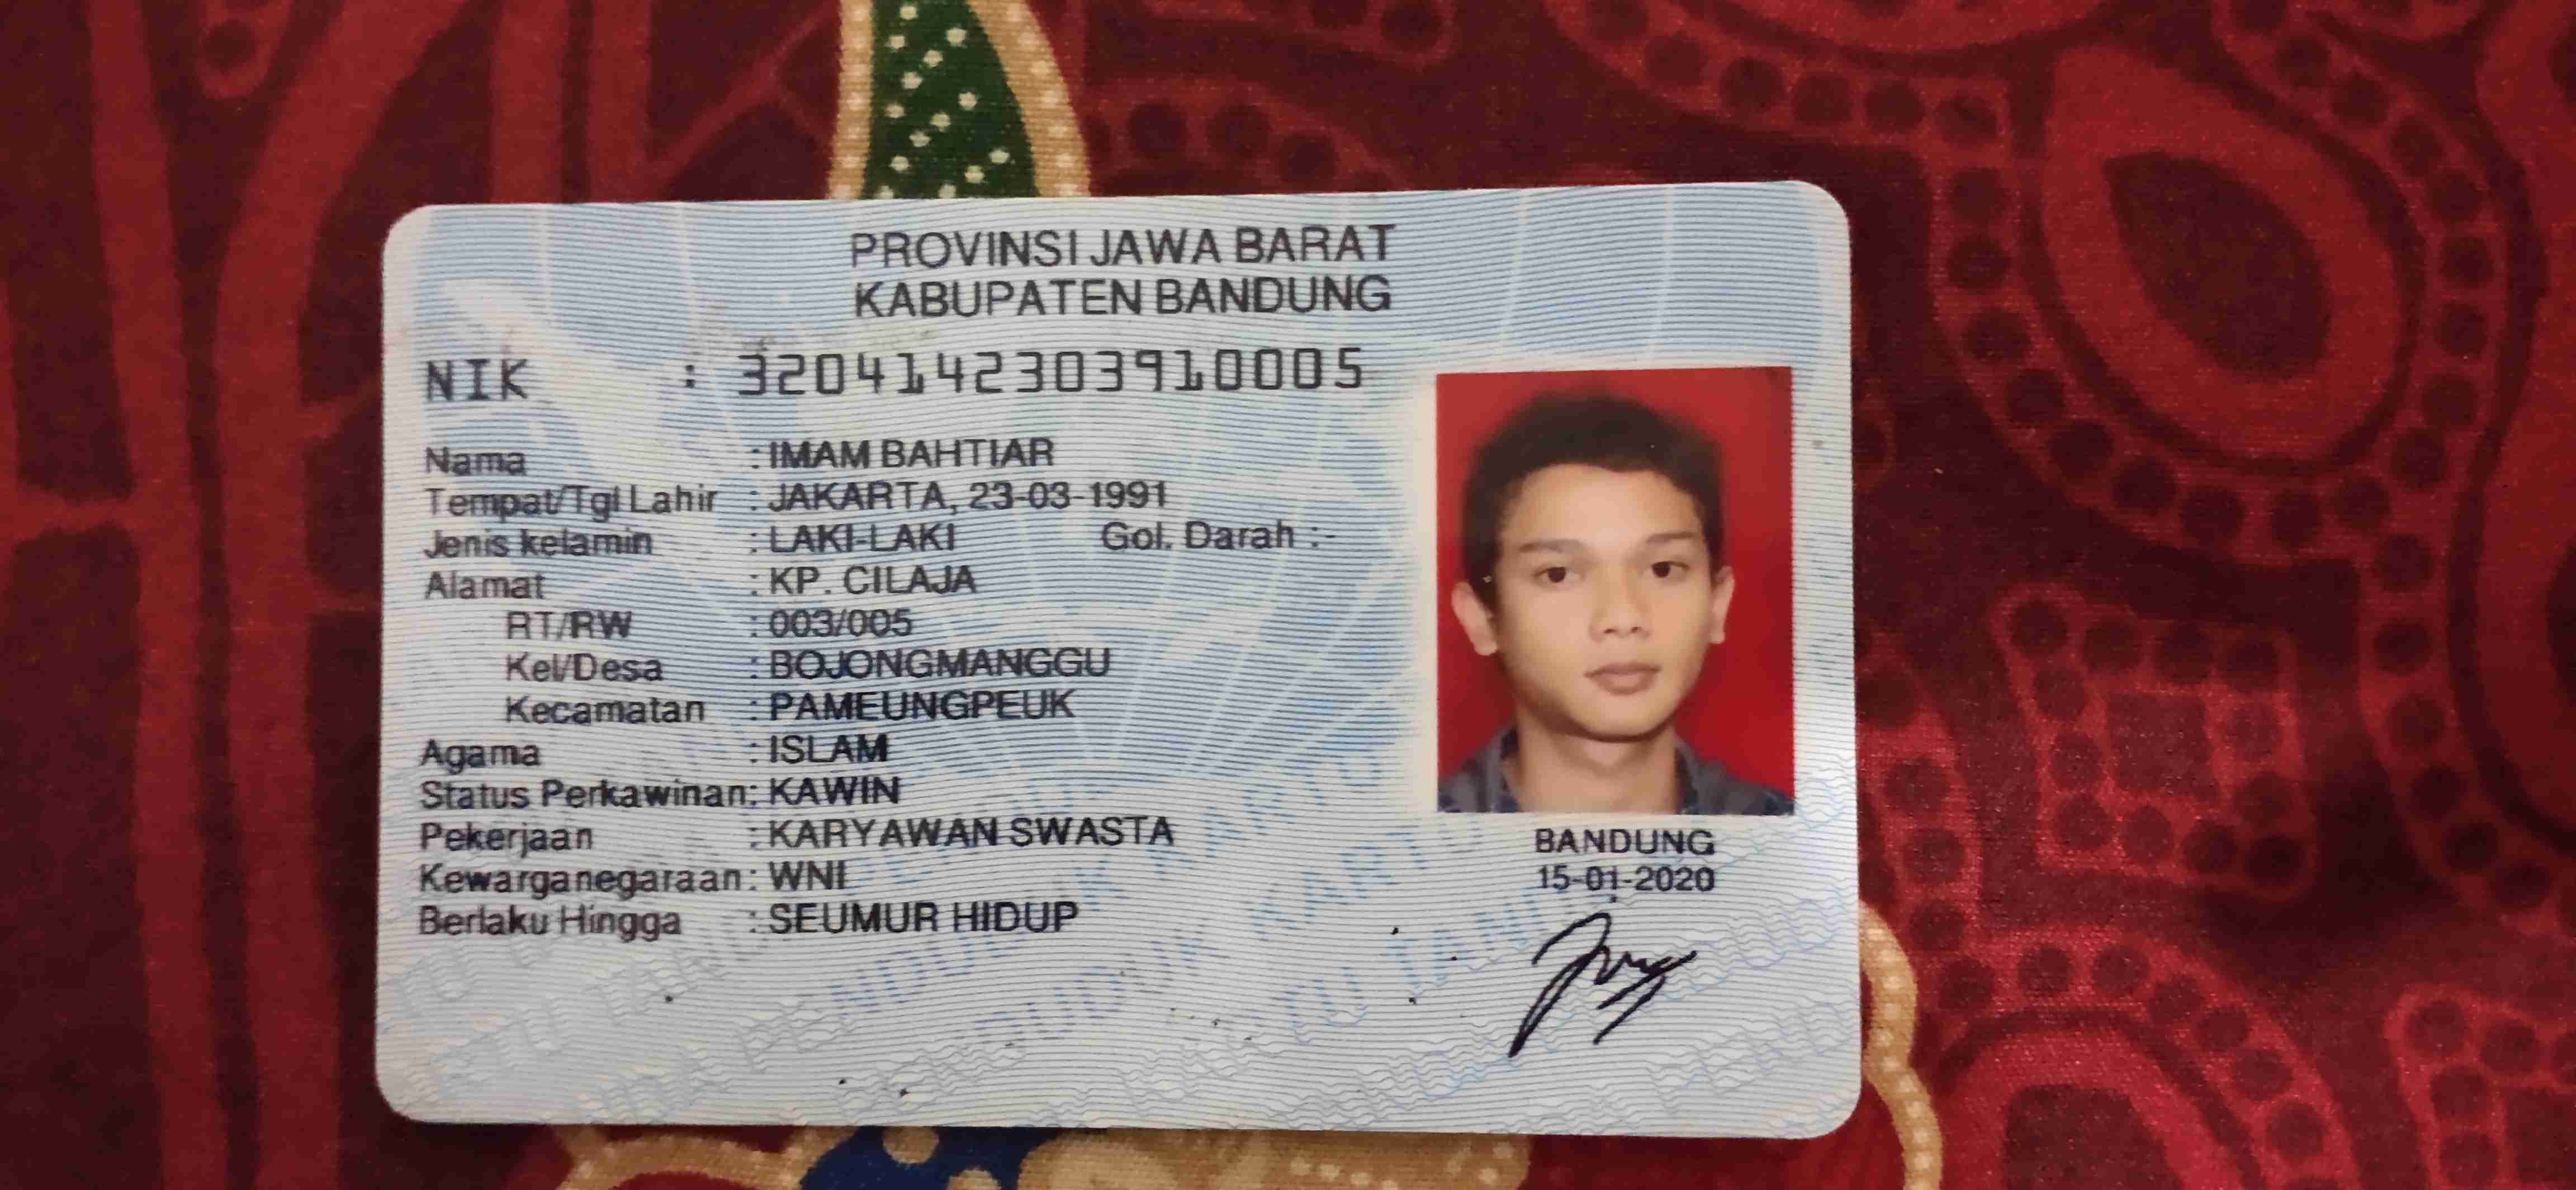 PROVINSI JAWA BARAT
KABUPATEN BANDUNG
NIK : 3204142303910005
Nama : IMAM BAHTIAR
Tempat/Tgl Lahir : JAKARTA, 23-03-1991
Jenis kelamin : LAKI-LAKI Gol. Darah :-
Alamat : KP. CILAJA
RT/RW : 003/005
Kel/Desa : BOJONGMANGGU
Kecamatan : PAMEUNGPEUK
Agama : ISLAM
Status Perkawinan: KAWIN
Pekerjaan : KARYAWAN SWASTA
Kewarganegaraan: WNI
Berlaku Hingga : SEUMUR HIDUP
BANDUNG
15-01-2020